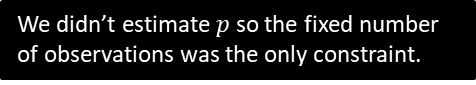 We didn't estimate p so the fixed number
of observations was the only constraint.